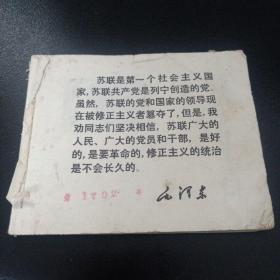 苏联是第一个社会主义国
家,苏联共产党是列宁创造的党。
虽然,苏联的党和国家的领导现
在被修正主义者篡夺了,但是,我
劝同志们坚决相信,苏联广大的
人民、广大的党员和干部,是好
的,是要革命的,修正主义的统治
是不会长久的。
毛泽东